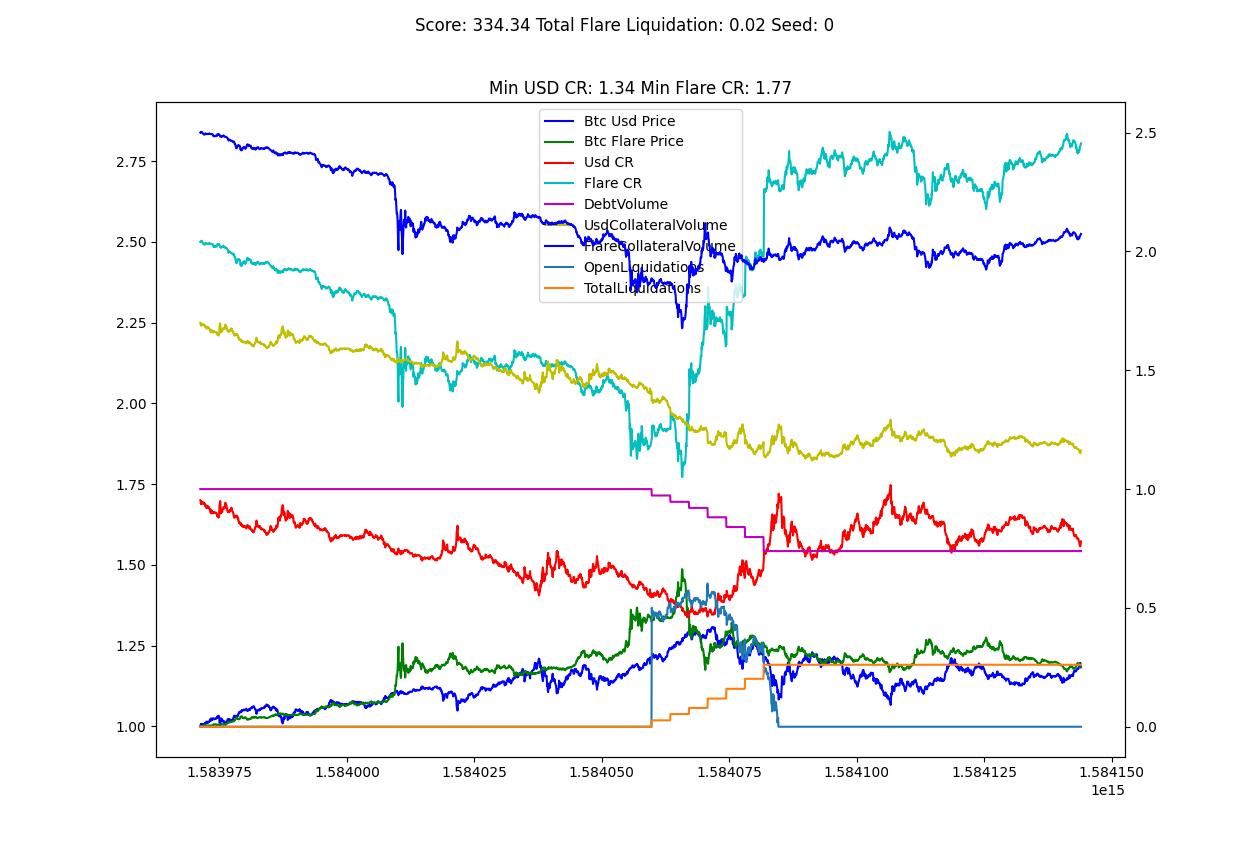 Score: 334.34 Total Flare Liquidation: 0.02 Seed: 0
Min USD CR: 1.34 Min Flare CR: 1.77
Btc Usd Price
Btc Flare Price
Usd CR
Flare CR
DebtVolume
UsdCollateralVolume
FlareCollateralVolume
OpenLiquidations
TotalLiquidations
2.75
2.50
2.25
2.00
1.75
1.50
1.25
1.00
2.5
2.0
1.5
1.0
0.5
0.0
1.583975 1.584000 1.584025 1.584050 1.584075 1.584100 1.584125 1.584150
1e15